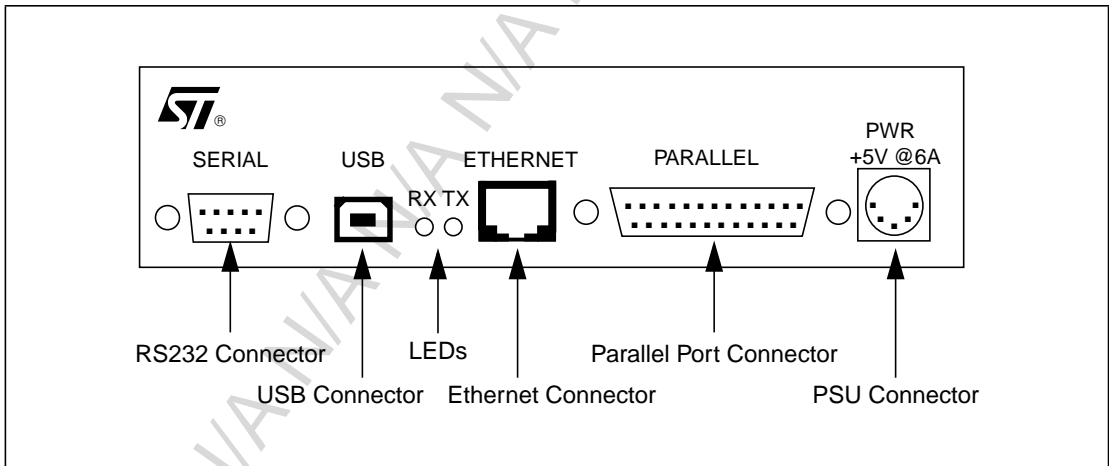 N/A N/A N/A N/A
ST®
PWR
SERIAL USB ETHERNET PARALLEL +5V @6A
RX TX
RS232 Connector LEDs Parallel Port Connector
USB Connector Ethernet Connector PSU Connector